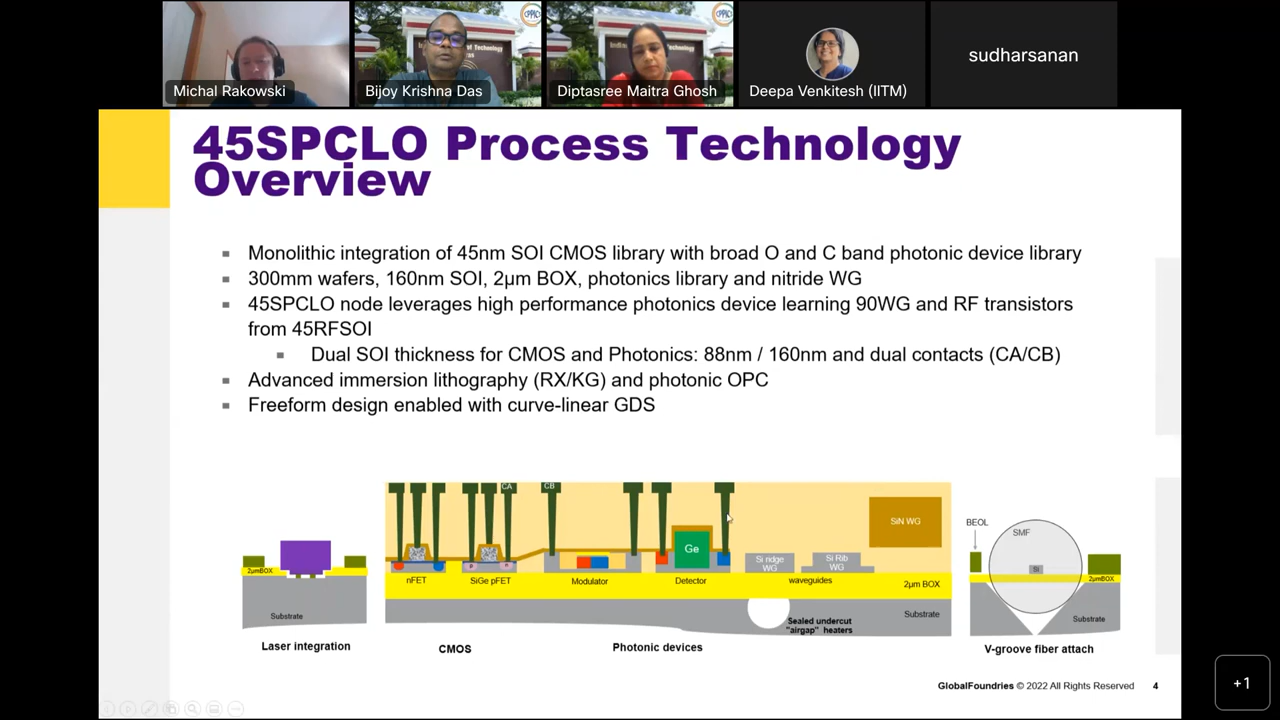 Michal Rakowski
Bijoy Krishna Das
Diptasree Maitra Ghosh
Deepa Venkitesh (IITM)
sudharsanan
45SPCLO Process Technology
Overview
Monolithic integration of 45nm SOI CMOS library with broad O and C band photonic device library
300mm wafers, 160nm SOI, 2µm BOX, photonics library and nitride WG
45SPCLO node leverages high performance photonics device learning 90WG and RF transistors
from 45RFSOI
Dual SOI thickness for CMOS and Photonics: 88nm / 160nm and dual contacts (CA/CB)
Advanced immersion lithography (RX/KG) and photonic OPC
Freeform design enabled with curve-linear GDS
2µmBOX
Substrate
Laser integration
CA
CB
nFET
SiGe pFET
Modulator
Ge
Detector
Si ridge
WG
Si Rib
WG
waveguides
SiN WG
2µm BOX
Substrate
Sealed undercut
"airgap" heaters
CMOS
Photonic devices
BEOL
SMF
Si
2µmBOX
Substrate
V-groove fiber attach
GlobalFoundries © 2022 All Rights Reserved 4
+1